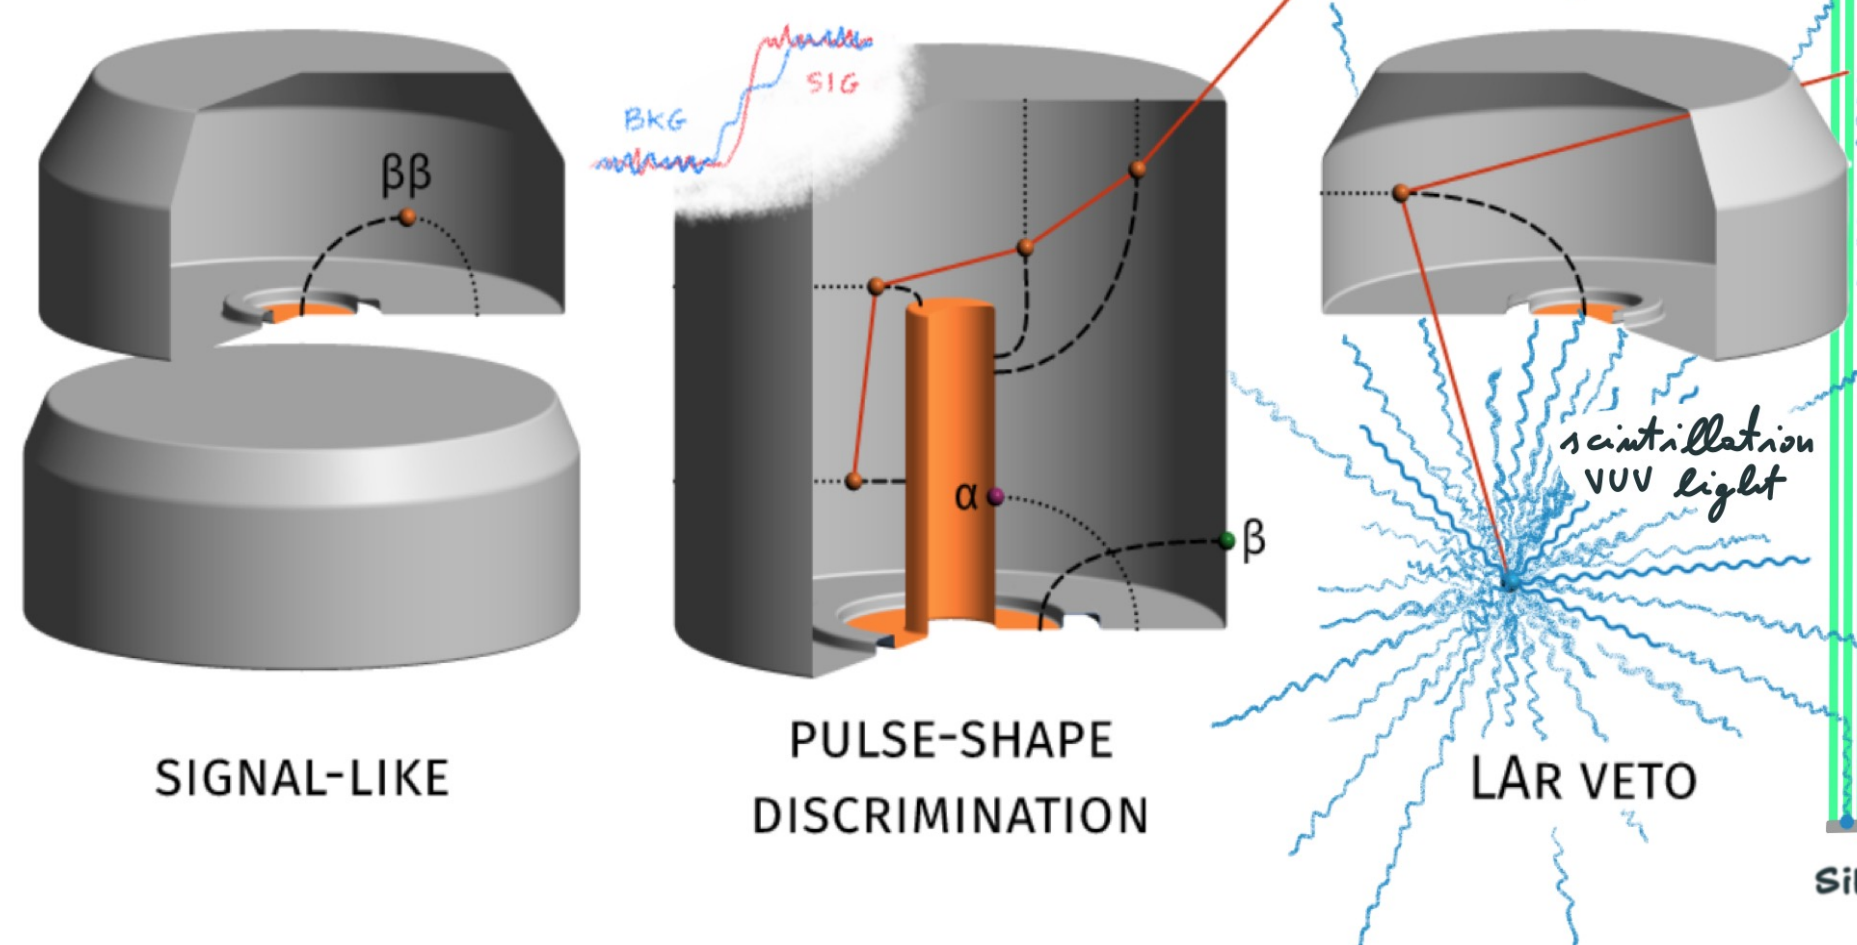 ββ
SIGNAL-LIKE
BKG
SIG
α
β
PULSE-SHAPE
DISCRIMINATION
scintillation
VUV light
LAR VETO